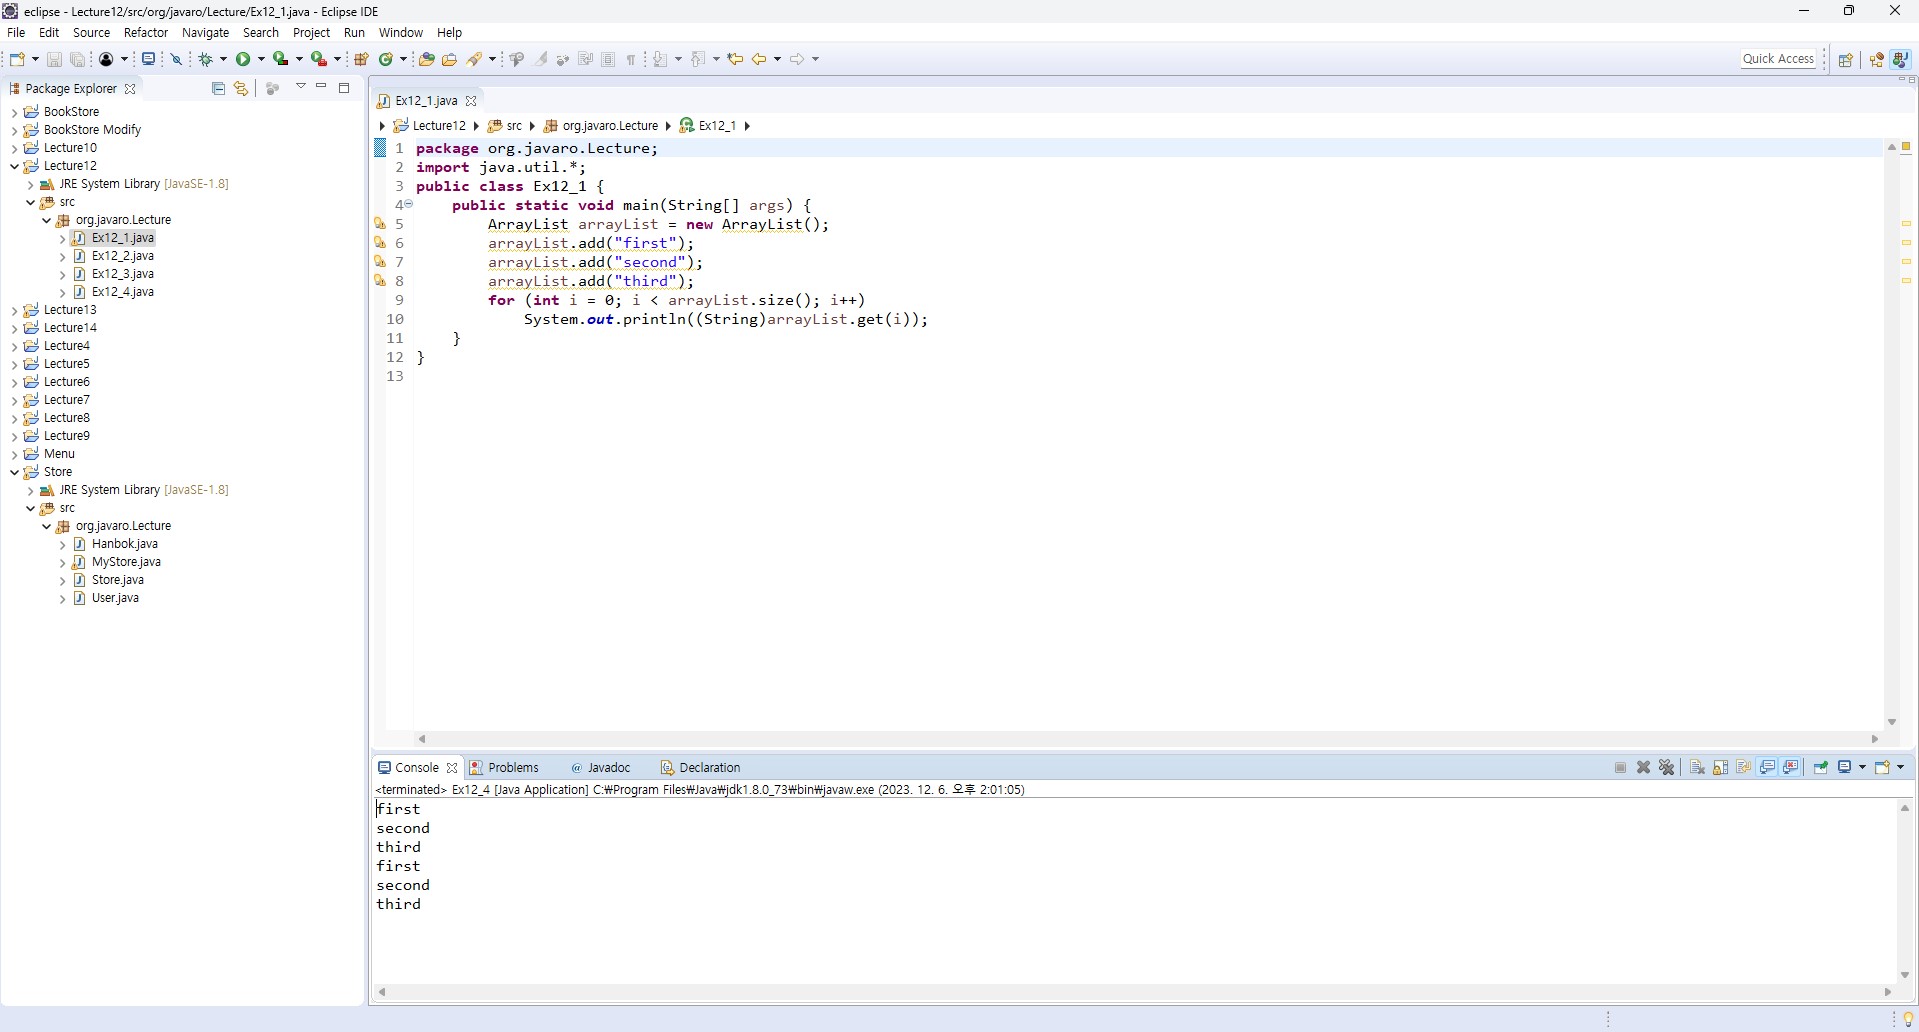 eclipse - Lecture12/src/org/javaro/Lecture/Ex12_1.java - Eclipse IDE
File Edit Source Refactor Navigate Search Project Run Window Help
Quick Access
Package Explorer
BookStore
BookStore Modify
Lecture10
Lecture12
JRE System Library [JavaSE-1.8]
src
org.javaro.Lecture
Ex12_1.java
Ex12_2.java
Ex12_3.java
Ex12_4.java
Lecture13
Lecture14
Lecture4
Lecture5
Lecture6
Lecture7
Lecture8
Lecture9
Menu
Store
JRE System Library [JavaSE-1.8]
src
org.javaro.Lecture
Hanbok.java
MyStore.java
Store.java
User.java
Ex12_1.java
Lecture12 src org.javaro.Lecture Ex12_1
1 package org.javaro.Lecture;
2 import java.util.*;
3 public class Ex12_1 {
4 public static void main(String[] args) {
5 ArrayList arrayList = new ArrayList();
6 arrayList.add("first");
7 arrayList.add("second");
8 arrayList.add("third");
9 for (int i = 0; i < arrayList.size(); i++)
10 System.out.println((String)arrayList.get(i));
11 }
12 }
13
Console Problems @ Javadoc Declaration
<terminated> Ex12_4 [Java Application] C:₩Program Files₩Java₩jdk1.8.0_73₩bin₩javaw.exe (2023. 12. 6. 오후 2:01:05)
first
second
third
first
second
third